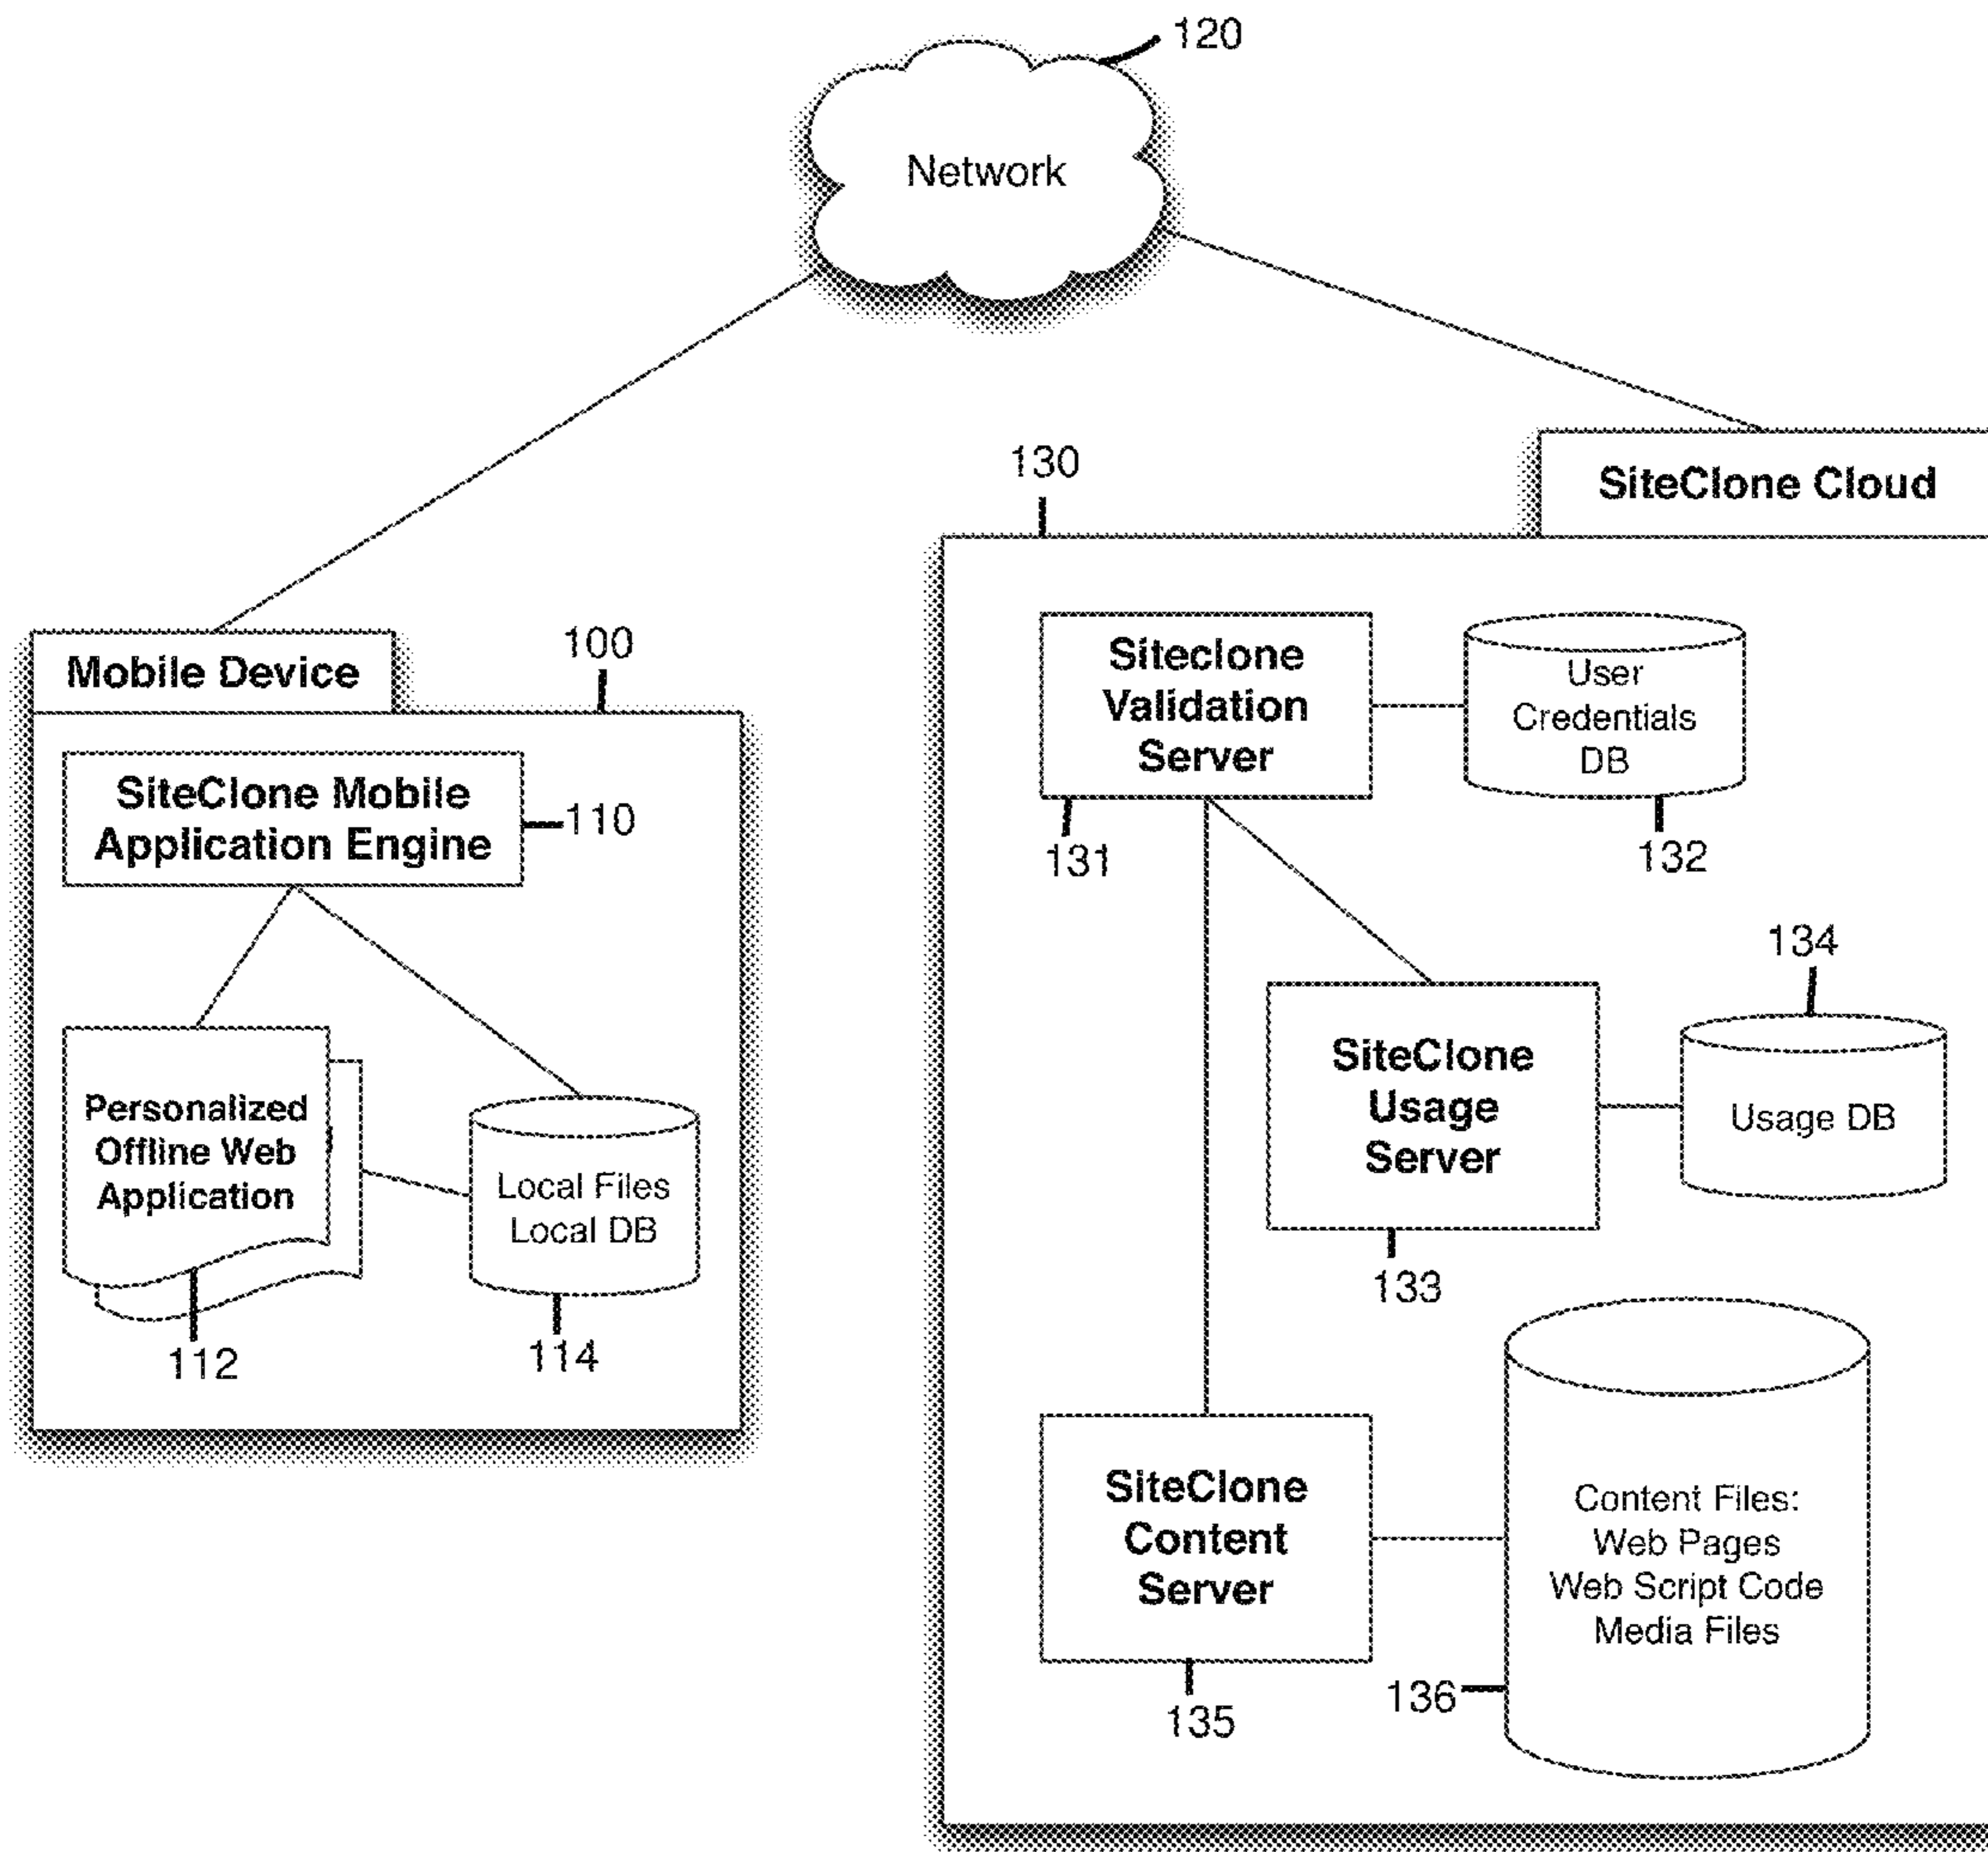 120
Network
130
SiteClone Cloud
Mobile Device
100
SiteClone Mobile
Application Engine
110
Personalized
Offline Web
Application
112
Local Files
Local DB
114
Siteclone
Validation
Server
131
User
Credentials
DB
132
SiteClone
Usage
Server
133
134
Usage DB
SiteClone
Content
Server
135
Content Files:
Web Pages
Web Script Code
Media Files
136